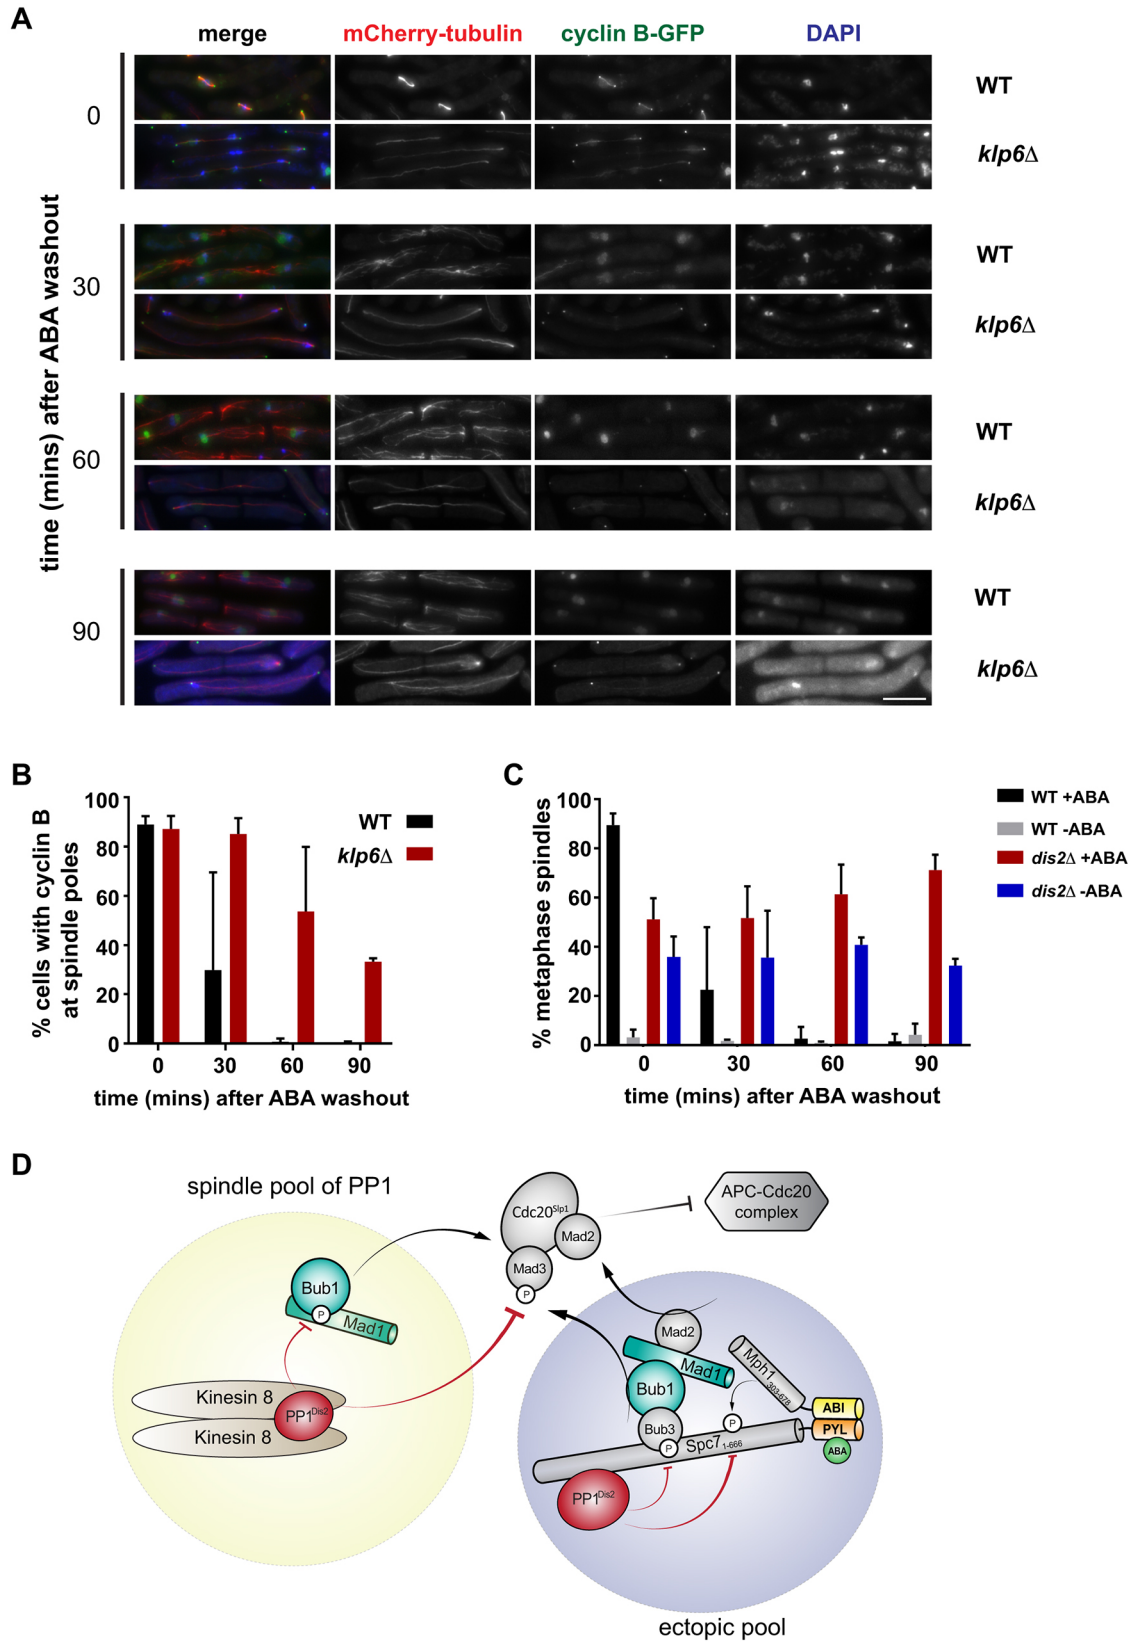 A
merge mCherry-tubulin cyclin B-GFP DAPI
time (mins) after ABA washout
0
WT
klp6Δ
30
WT
klp6Δ
60
WT
klp6Δ
90
WT
klp6Δ
B
% cells with cyclin B
at spindle poles
100
80
60
40
20
0
WT
klp6Δ
0 30 60 90
time (mins) after ABA washout
C
% metaphase spindles
100
80
60
40
20
0
WT +ABA
WT -ABA
dis2Δ +ABA
dis2Δ -ABA
0 30 60 90
time (mins) after ABA washout
D
spindle pool of PP1
Bub1
P
Mad1
Kinesin 8
Kinesin 8
PP1Dis2
Cdc20Slp1
Mad2
Mad3
P
APC-Cdc20
complex
Mad2
Mad1
Bub1
Bub3
P
Mph1 303-678
P
Spc7 1-666
ABI
PYL
ABA
PP1Dis2
ectopic pool